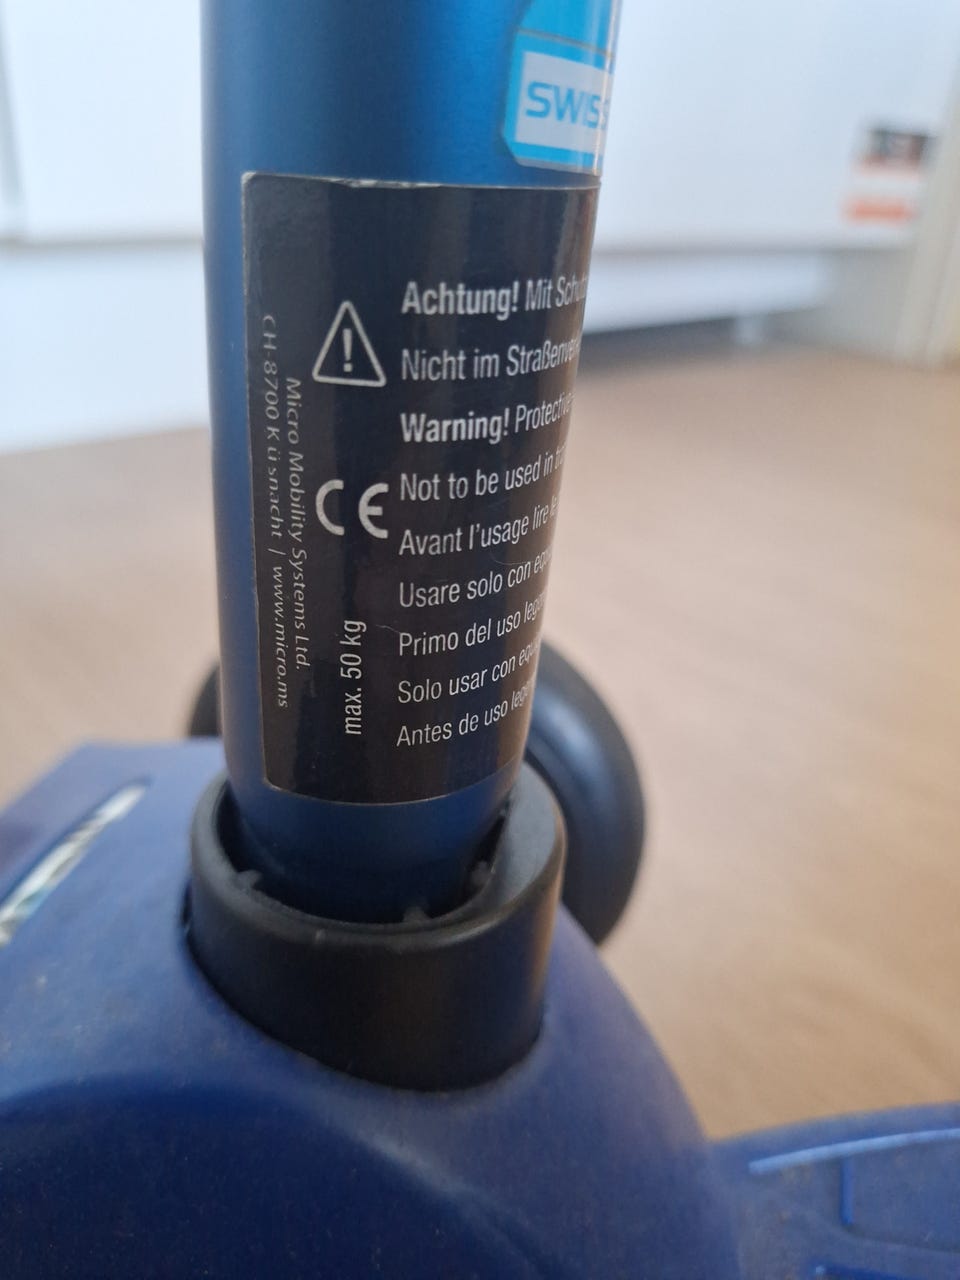 SWISS
Achtung! Mit
Nicht im
Warning! Protective
Not to be used in
Avant l'usage lire
Usare solo con
Primo del uso
Solo usar con
Antes de uso
max. 50 kg
CE
Micro Mobility Systems Ltd.
CH-8700 Küsnacht | www.micro.ms